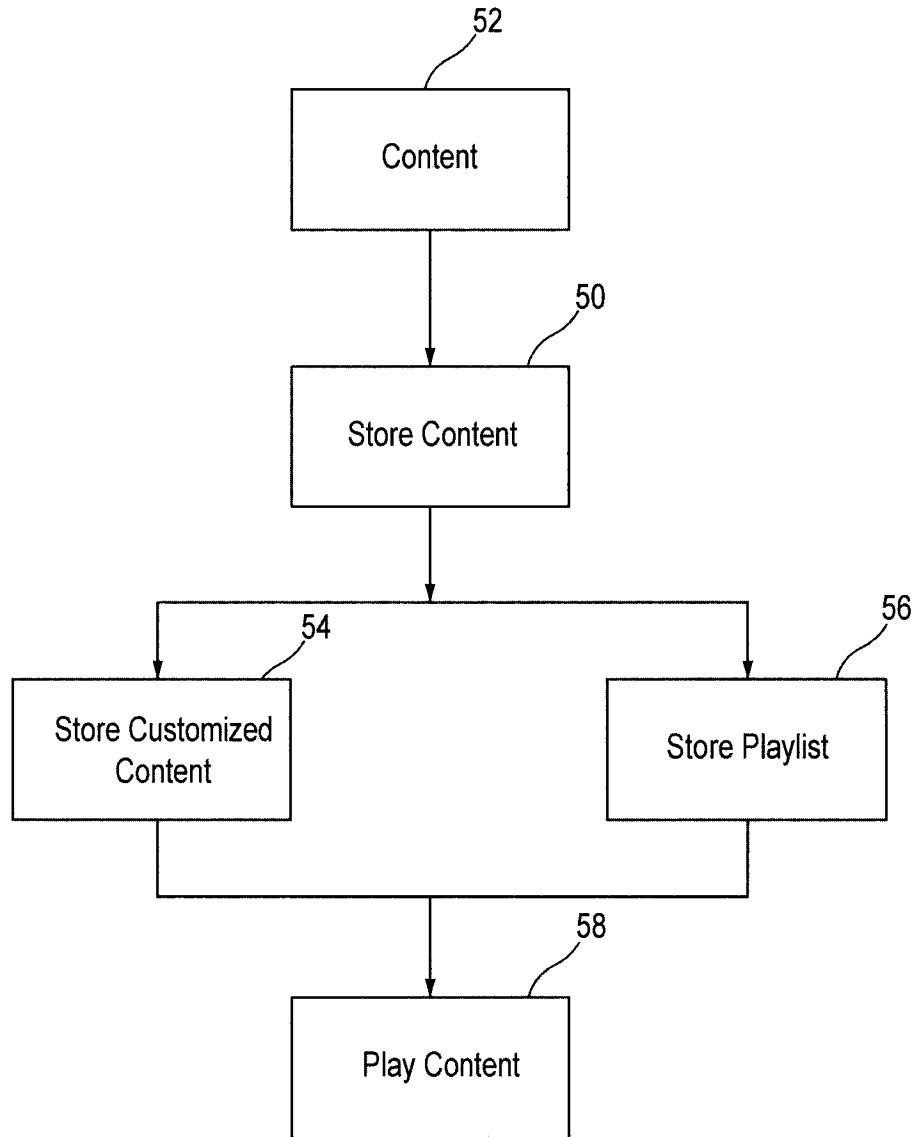 52
Content
50
Store Content
54
Store Customized
Content
56
Store Playlist
58
Play Content